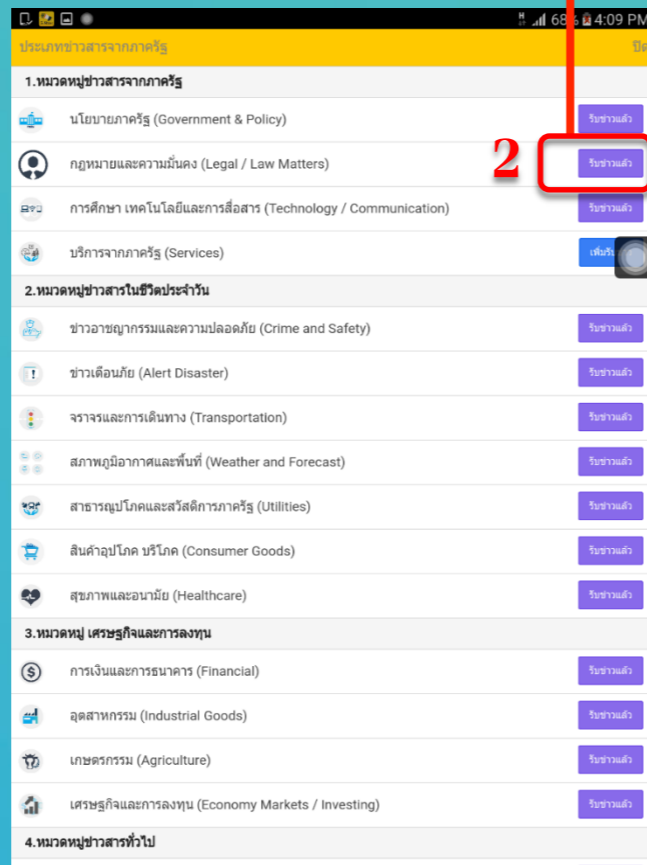 H 68% 4:09 PM
ประเภทข่าวสารจากภาครัฐ ปิด
1.หมวดหมู่ข่าวสารจากภาครัฐ
นโยบายภาครัฐ (Government & Policy) รับข่าวแล้ว
กฎหมายและความมั่นคง (Legal / Law Matters) 2 รับข่าวแล้ว
การศึกษา เทคโนโลยีและการสื่อสาร (Technology / Communication) รับข่าวแล้ว
บริการจากภาครัฐ (Services) เพิ่มรับ
2.หมวดหมู่ข่าวสารในชีวิตประจำวัน
ข่าวอาชญากรรมและความปลอดภัย (Crime and Safety) รับข่าวแล้ว
ข่าวเตือนภัย (Alert Disaster) รับข่าวแล้ว
จราจรและการเดินทาง (Transportation) รับข่าวแล้ว
สภาพภูมิอากาศและพื้นที่ (Weather and Forecast) รับข่าวแล้ว
สาธารณูปโภคและสวัสดิการภาครัฐ (Utilities) รับข่าวแล้ว
สินค้าอุปโภค บริโภค (Consumer Goods) รับข่าวแล้ว
สุขภาพและอนามัย (Healthcare) รับข่าวแล้ว
3.หมวดหมู่ เศรษฐกิจและการลงทุน
การเงินและการธนาคาร (Financial) รับข่าวแล้ว
อุตสาหกรรม (Industrial Goods) รับข่าวแล้ว
เกษตรกรรม (Agriculture) รับข่าวแล้ว
เศรษฐกิจและการลงทุน (Economy Markets / Investing) รับข่าวแล้ว
4.หมวดหมู่ข่าวสารทั่วไป